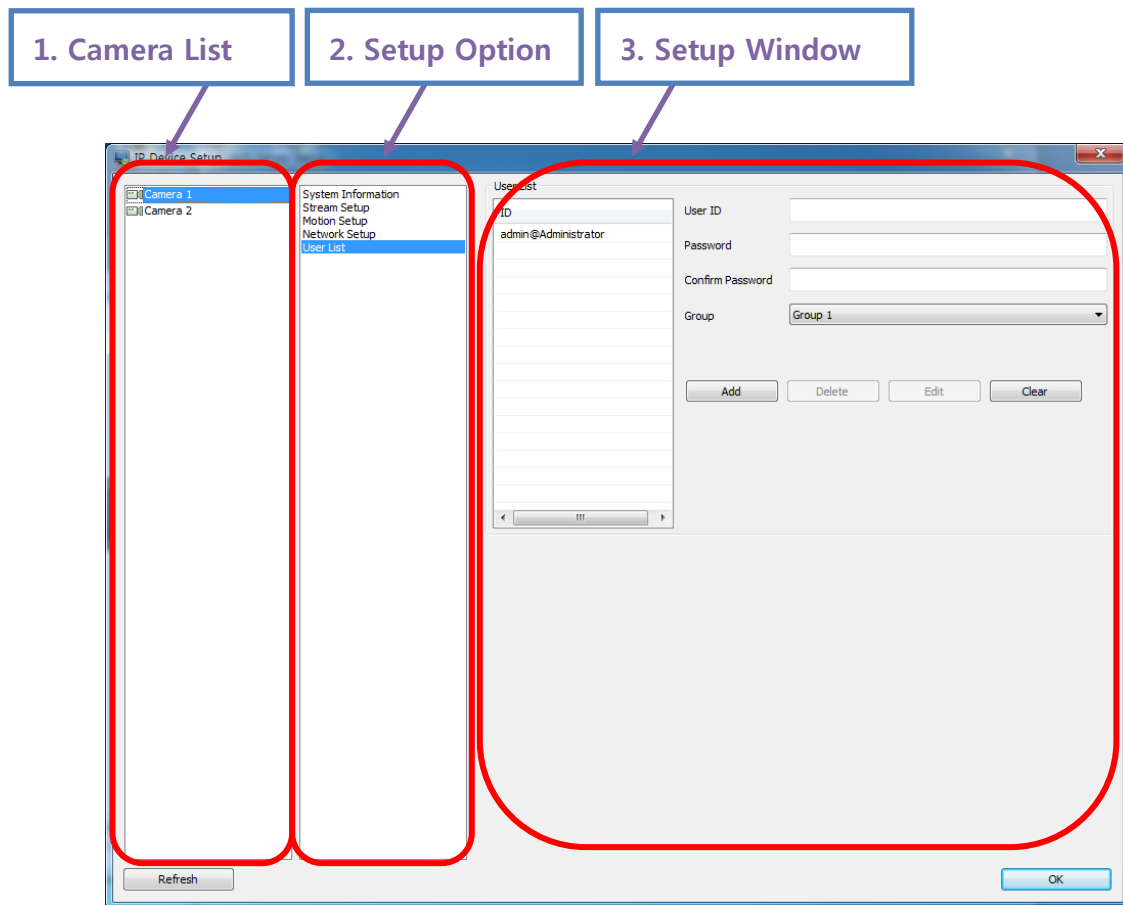 1. Camera List
2. Setup Option
3. Setup Window
IP Device Setup
Camera 1
Camera 2
System Information
Stream Setup
Motion Setup
Network Setup
User List
User List
ID
admin@Administrator
User ID
Password
Confirm Password
Group
Group 1
Add
Delete
Edit
Clear
Refresh
OK